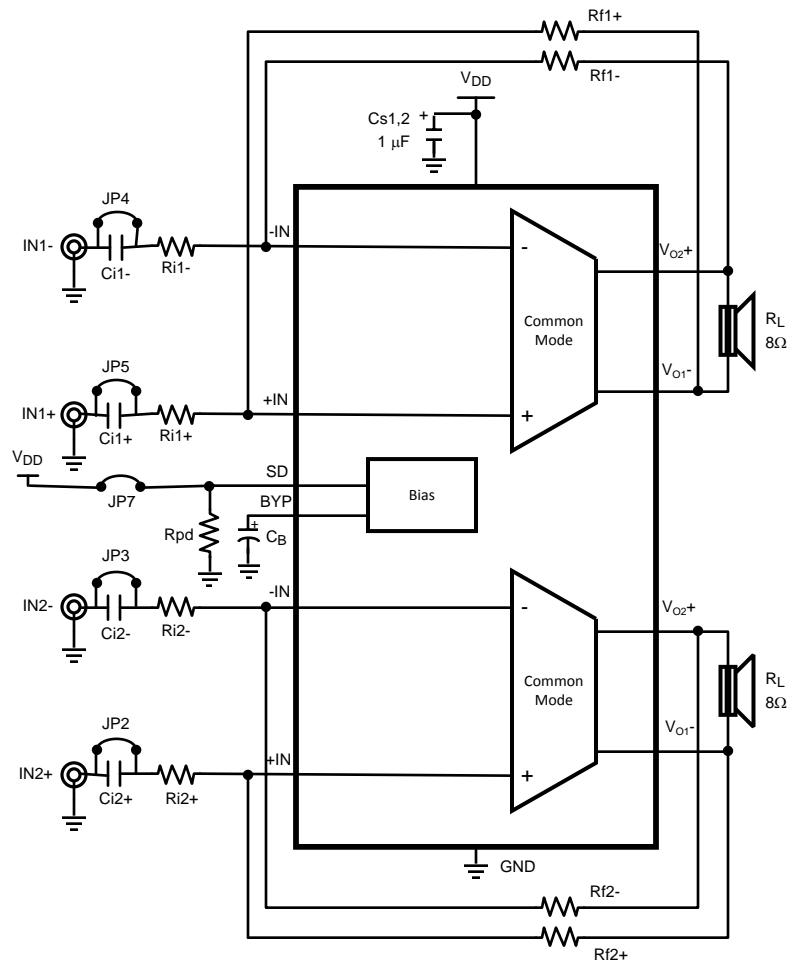 Rf1+
Rf1-
VDD
Cs1,2 +
1 µF
JP4
IN1-
Ci1-
Ri1-
-IN
-
VO2+
Common
Mode
RL
8Ω
JP5
VO1-
IN1+
Ci1+
Ri1+
+IN
+
VDD
JP7
SD
BYP
Bias
Rpd
+
CB
JP3
IN2-
Ci2-
Ri2-
-IN
-
VO2+
Common
Mode
RL
8Ω
JP2
VO1-
IN2+
Ci2+
Ri2+
+IN
+
GND
Rf2-
Rf2+